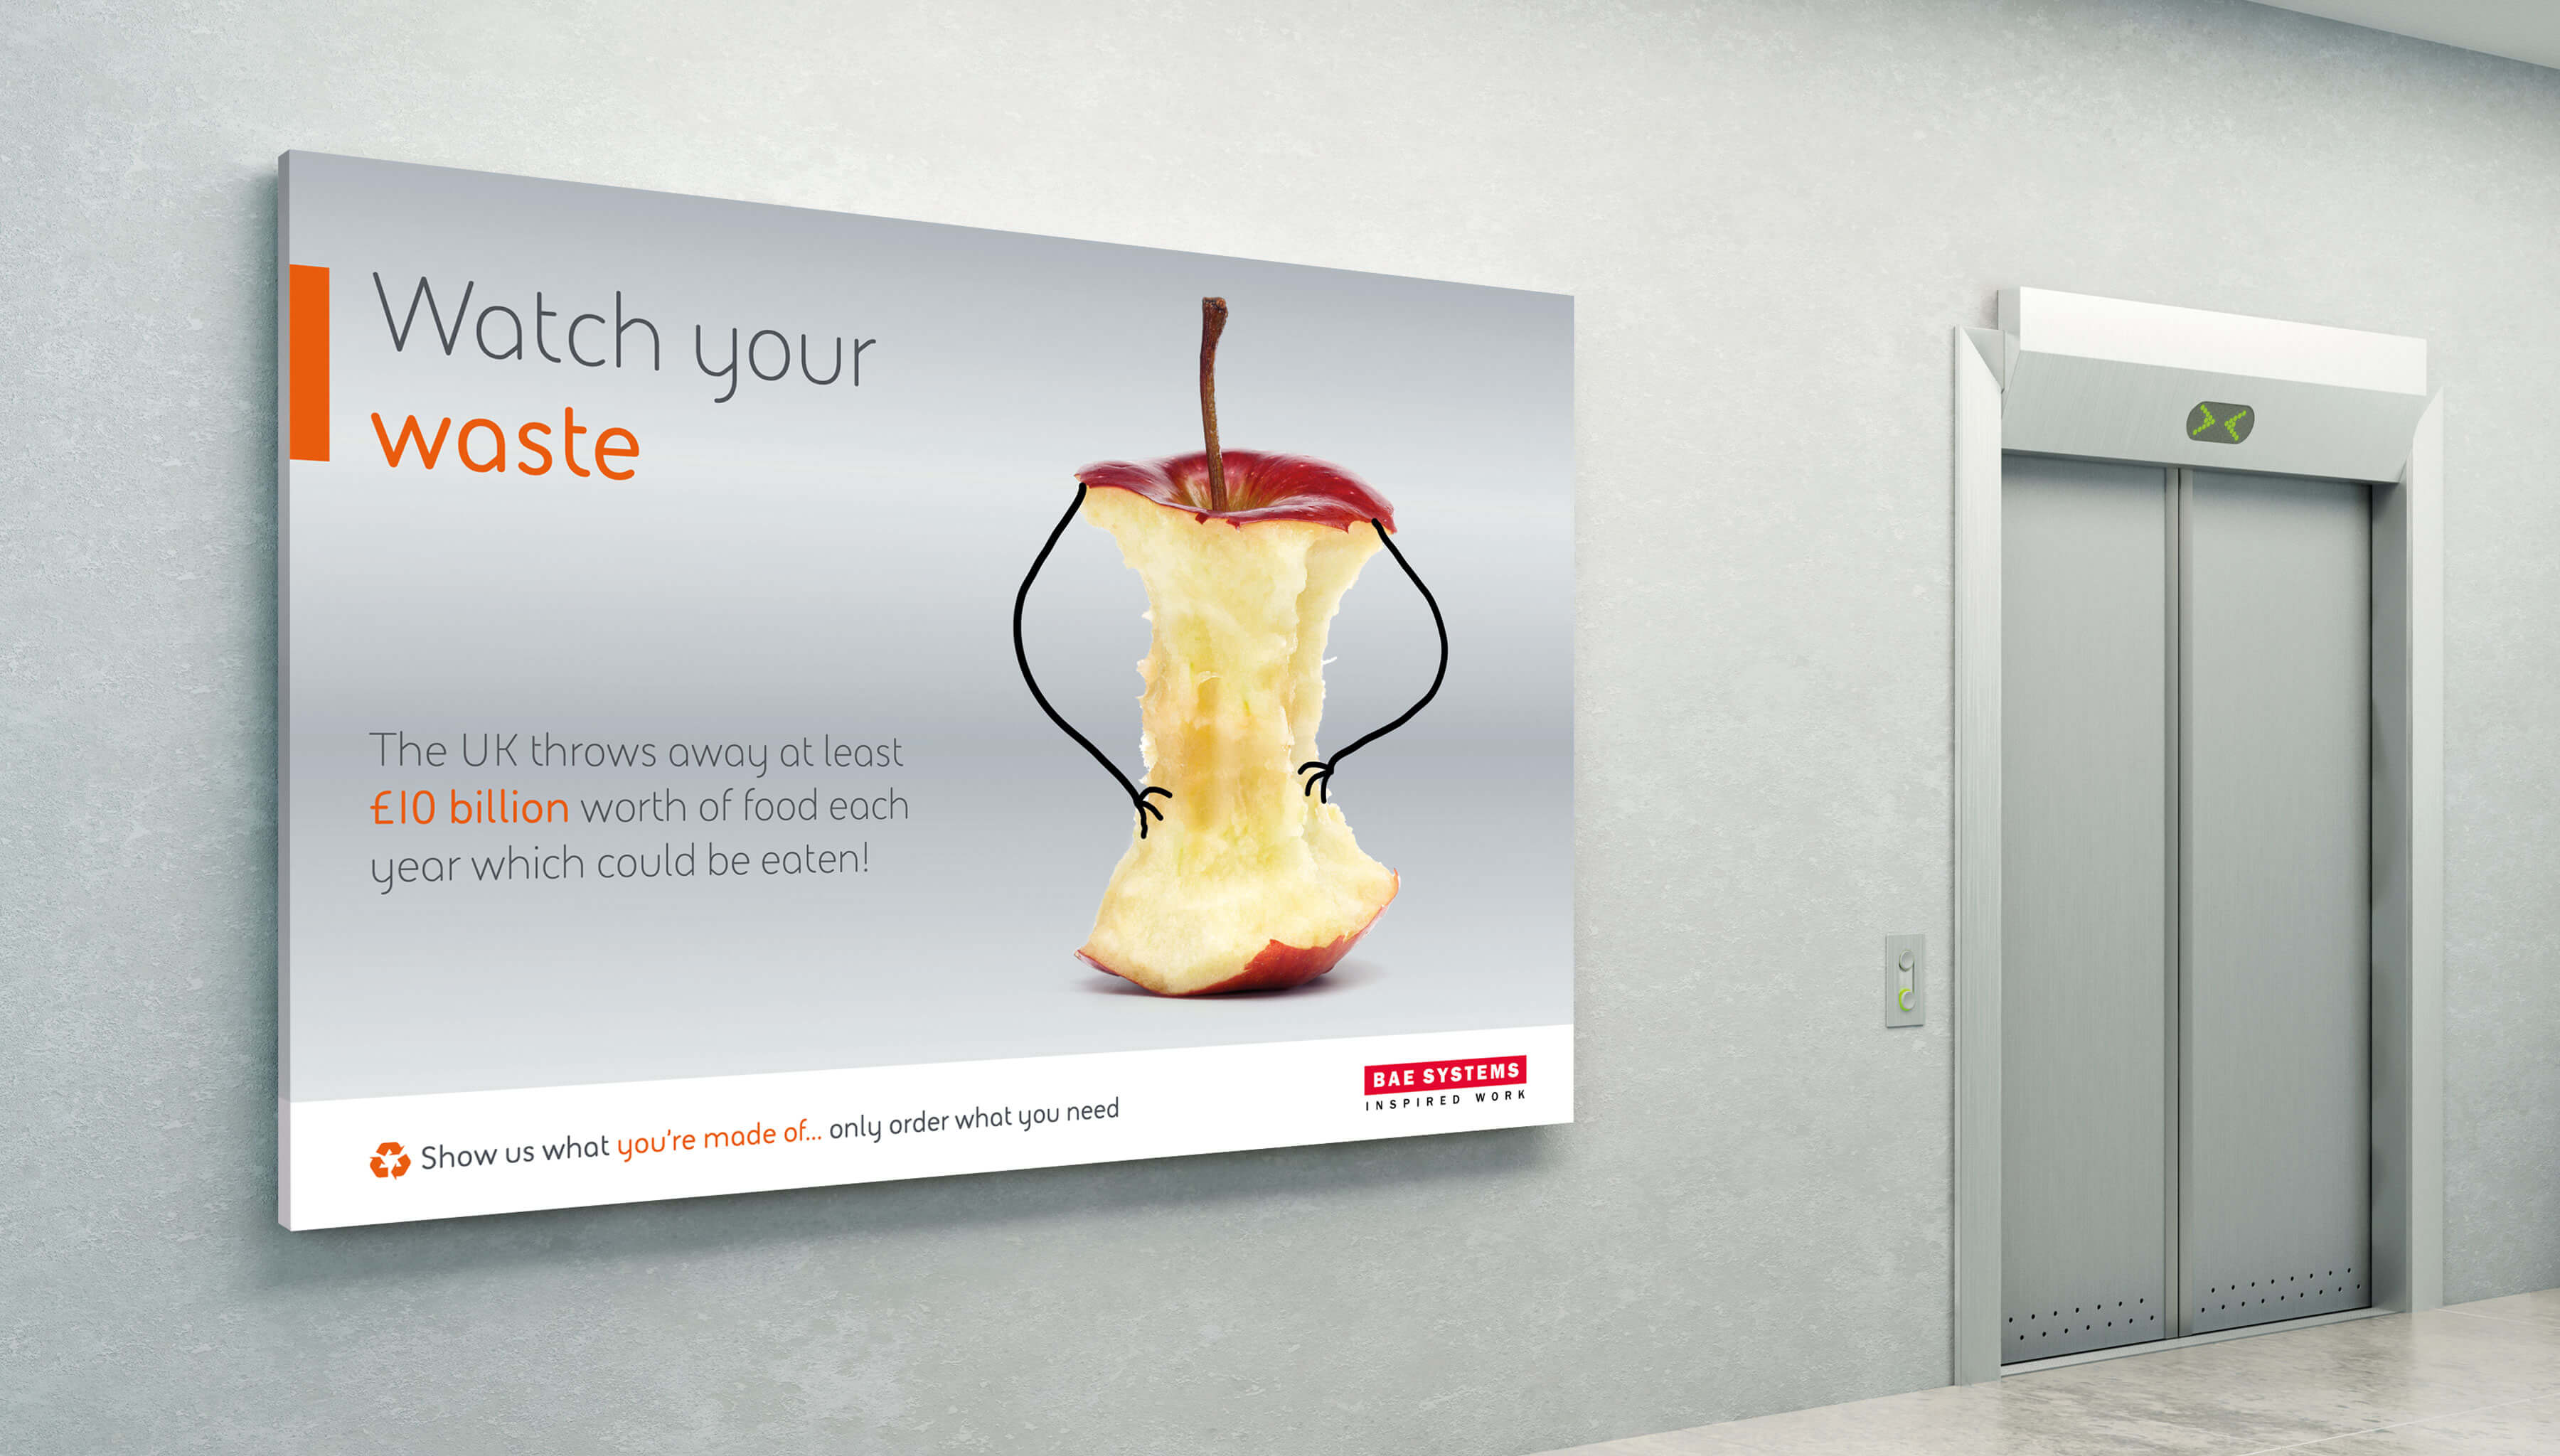 Watch your
waste
The UK throws away at least
£10 billion worth of food each
year which could be eaten!
Show us what you're made of... only order what you need
BAE SYSTEMS
INSPIRED WORK